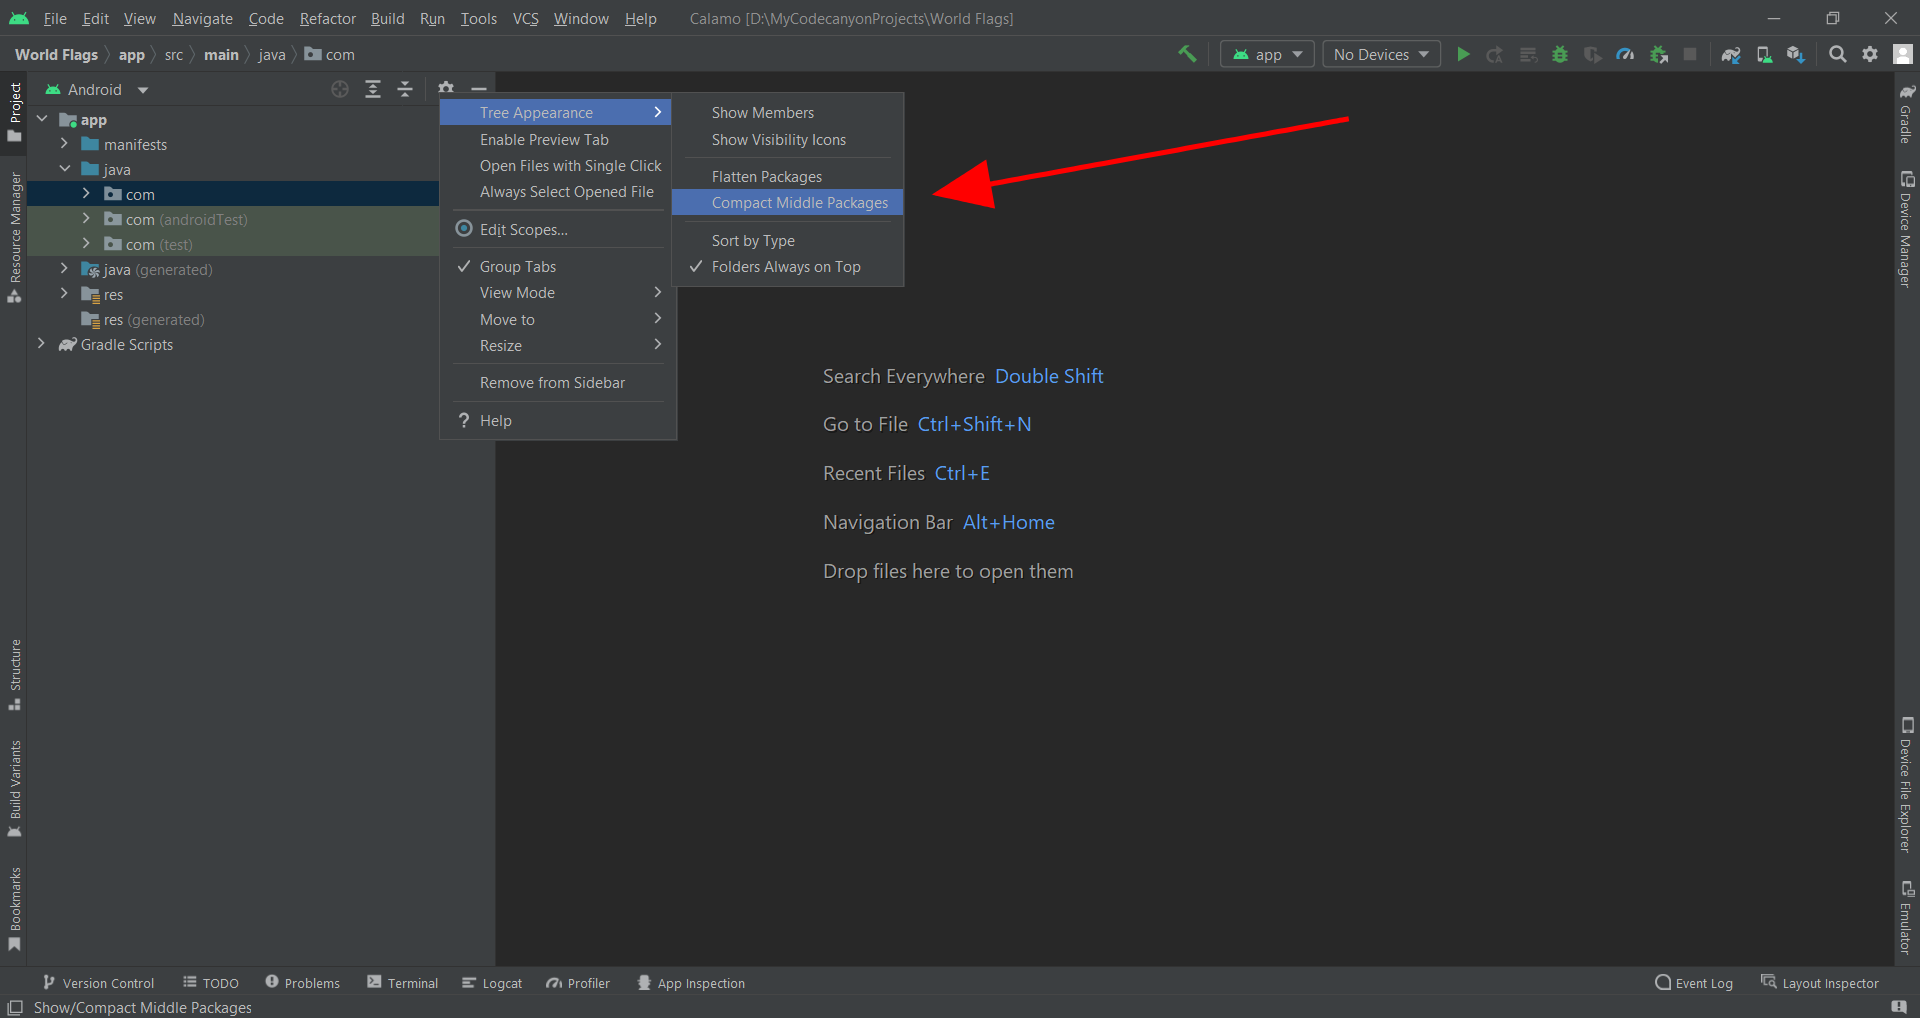 File Edit View Navigate Code Refactor Build Run Tools VCS Window Help Calamo [D:\MyCodecanyonProjects\World Flags]
World Flags app src main java com app No Devices
Android
app
manifests
java
com
com (androidTest)
com (test)
java (generated)
res
res (generated)
Gradle Scripts
Tree Appearance
Enable Preview Tab
Open Files with Single Click
Always Select Opened File
Edit Scopes...
Group Tabs
View Mode
Move to
Resize
Remove from Sidebar
? Help
Show Members
Show Visibility Icons
Flatten Packages
Compact Middle Packages
Sort by Type
Folders Always on Top
Search Everywhere Double Shift
Go to File Ctrl+Shift+N
Recent Files Ctrl+E
Navigation Bar Alt+Home
Drop files here to open them
Project
Resource Manager
Structure
Build Variants
Bookmarks
Gradle
Device Manager
Device File Explorer
Emulator
Version Control TODO Problems Terminal Logcat Profiler App Inspection Event Log Layout Inspector
Show/Compact Middle Packages